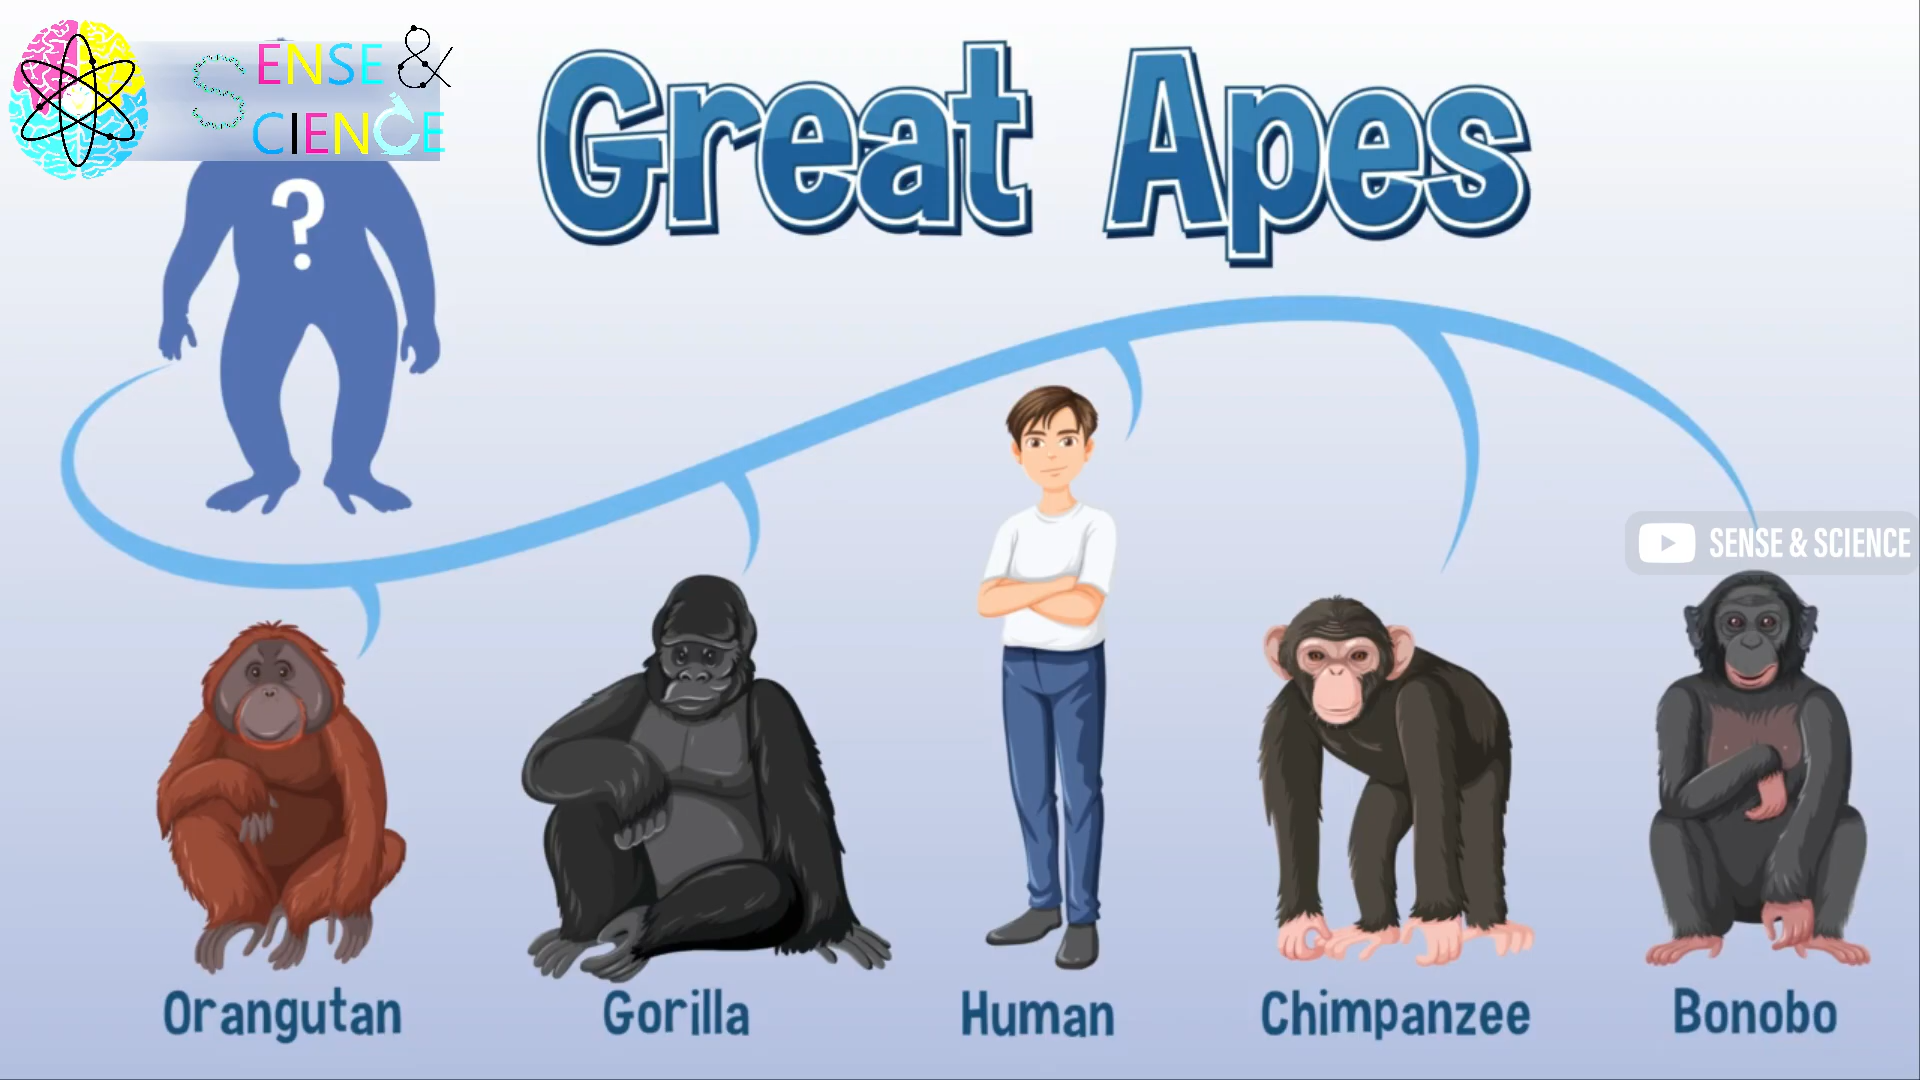 SENSE &
SCIENCE
Great Apes
?
SENSE & SCIENCE
Orangutan
Gorilla
Human
Chimpanzee
Bonobo